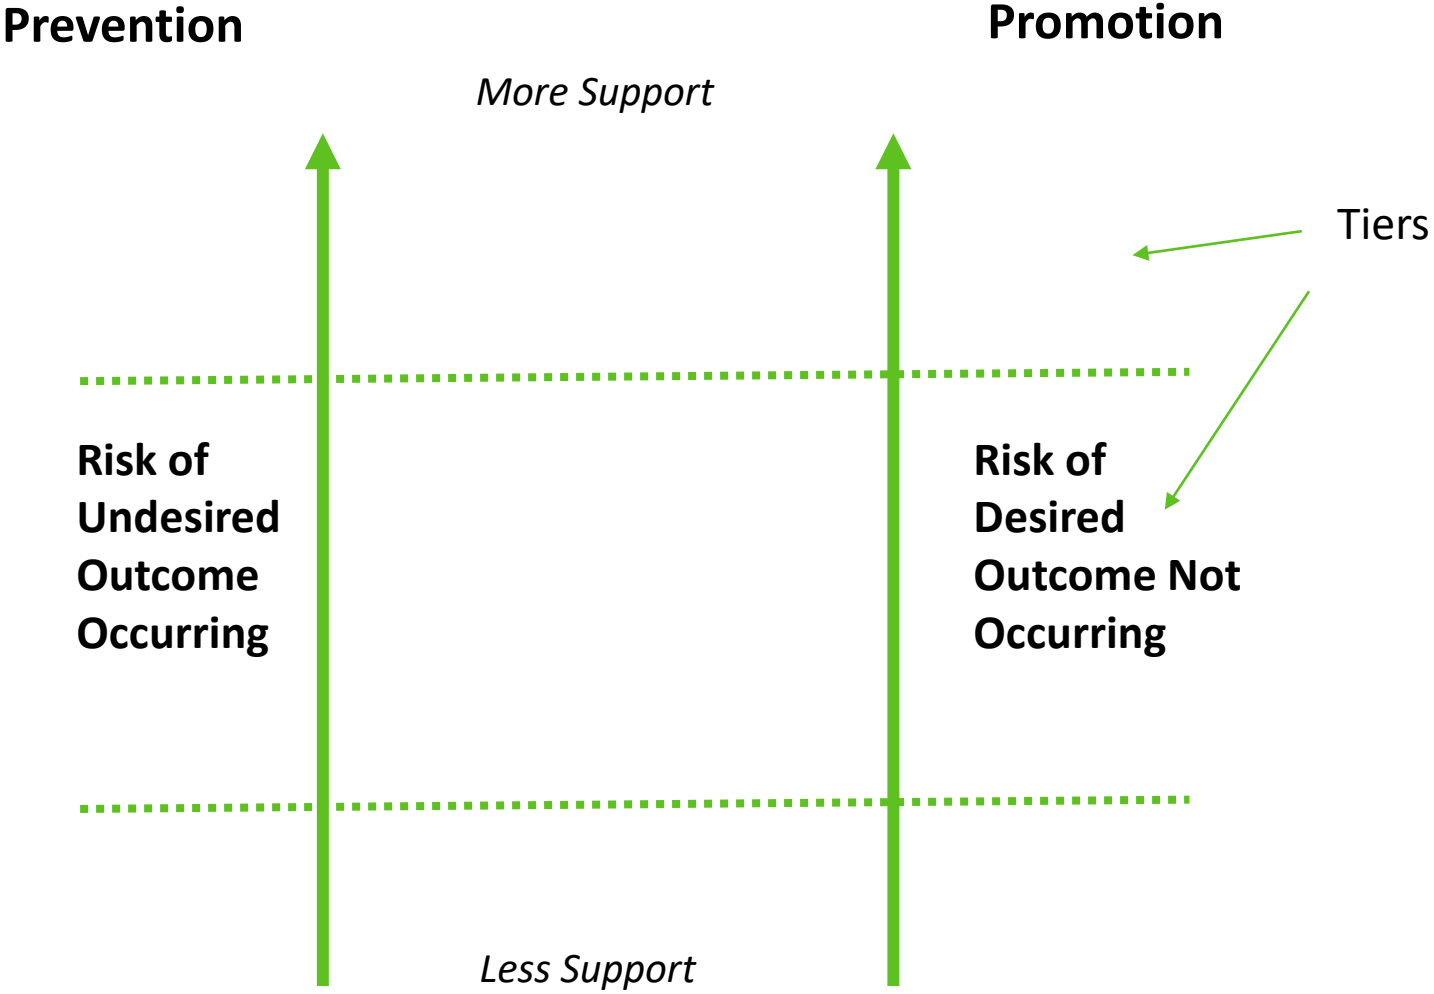 Prevention
Promotion
More Support
Tiers
Risk of
Undesired
Outcome
Occurring
Risk of
Desired
Outcome Not
Occurring
Less Support